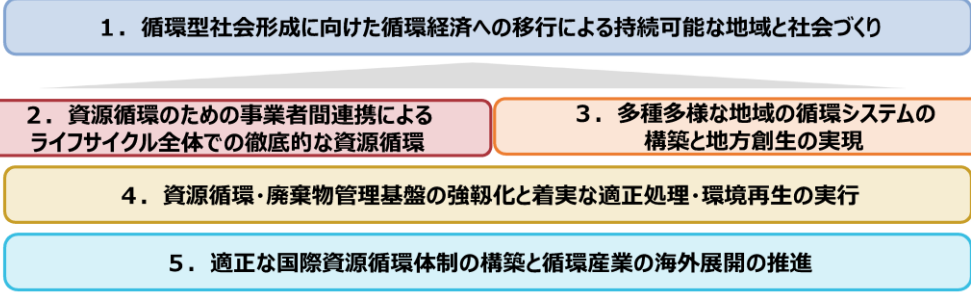 1．循環型社会形成に向けた循環経済への移行による持続可能な地域と社会づくり
2．資源循環のための事業者間連携による
ライフサイクル全体での徹底的な資源循環
3．多種多様な地域の循環システムの
構築と地方創生の実現
4．資源循環・廃棄物管理基盤の強靱化と着実な適正処理・環境再生の実行
5．適正な国際資源循環体制の構築と循環産業の海外展開の推進